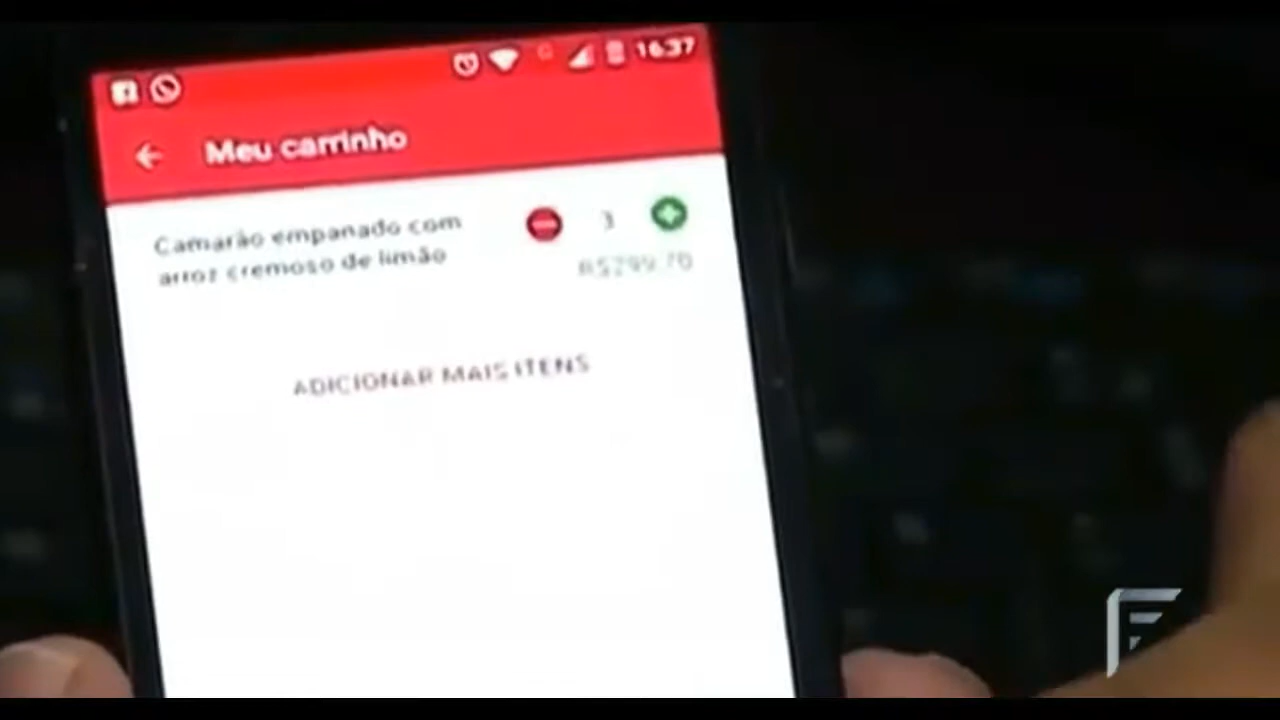 16:37
Meu carrinho
Camarão empanado com
arroz cremoso de limão
3
R$299.70
ADICIONAR MAIS ITENS